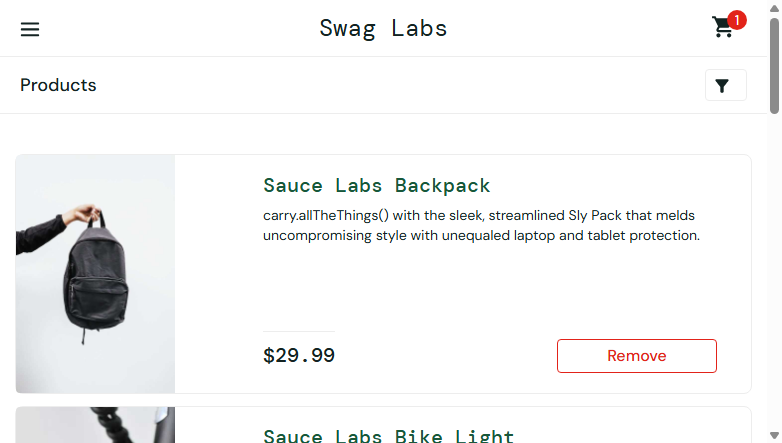 Swag Labs
1
Products
Sauce Labs Backpack
carry.allTheThings() with the sleek, streamlined Sly Pack that melds
uncompromising style with unequaled laptop and tablet protection.
$29.99
Remove
Sauce Labs Bike Light